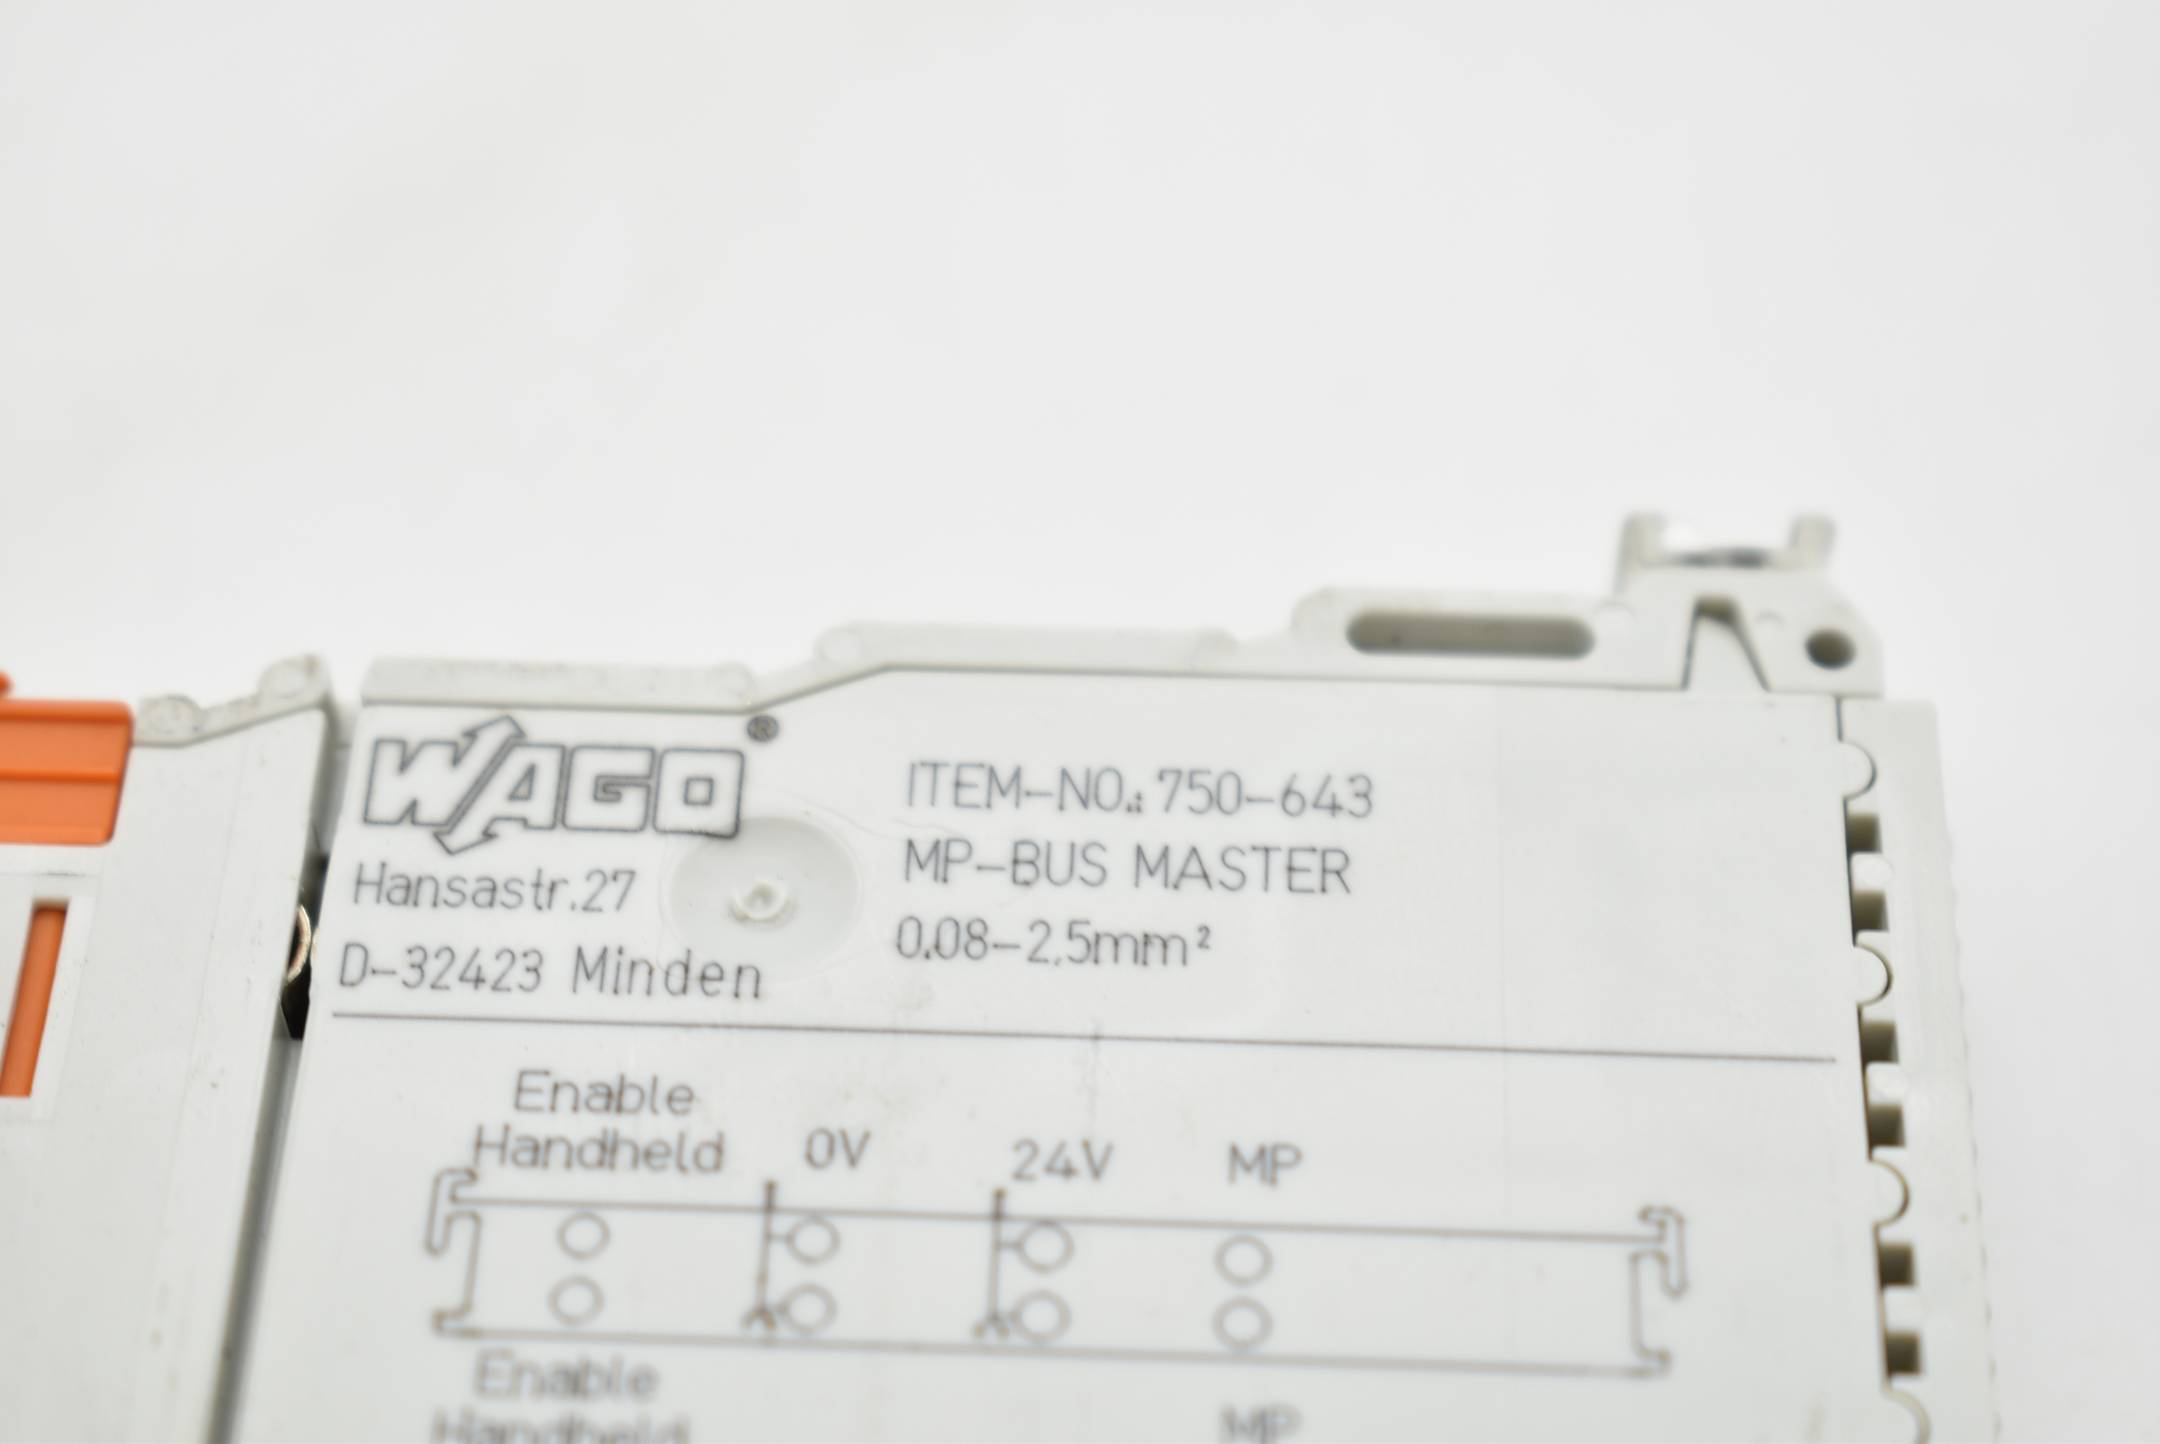 WAGO®
Hansastr.27
D-32423 Minden
ITEM-NO.: 750-643
MP-BUS MASTER
0.08-2.5mm²
Enable
Handheld 0V 24V MP
Enable
Handheld MP